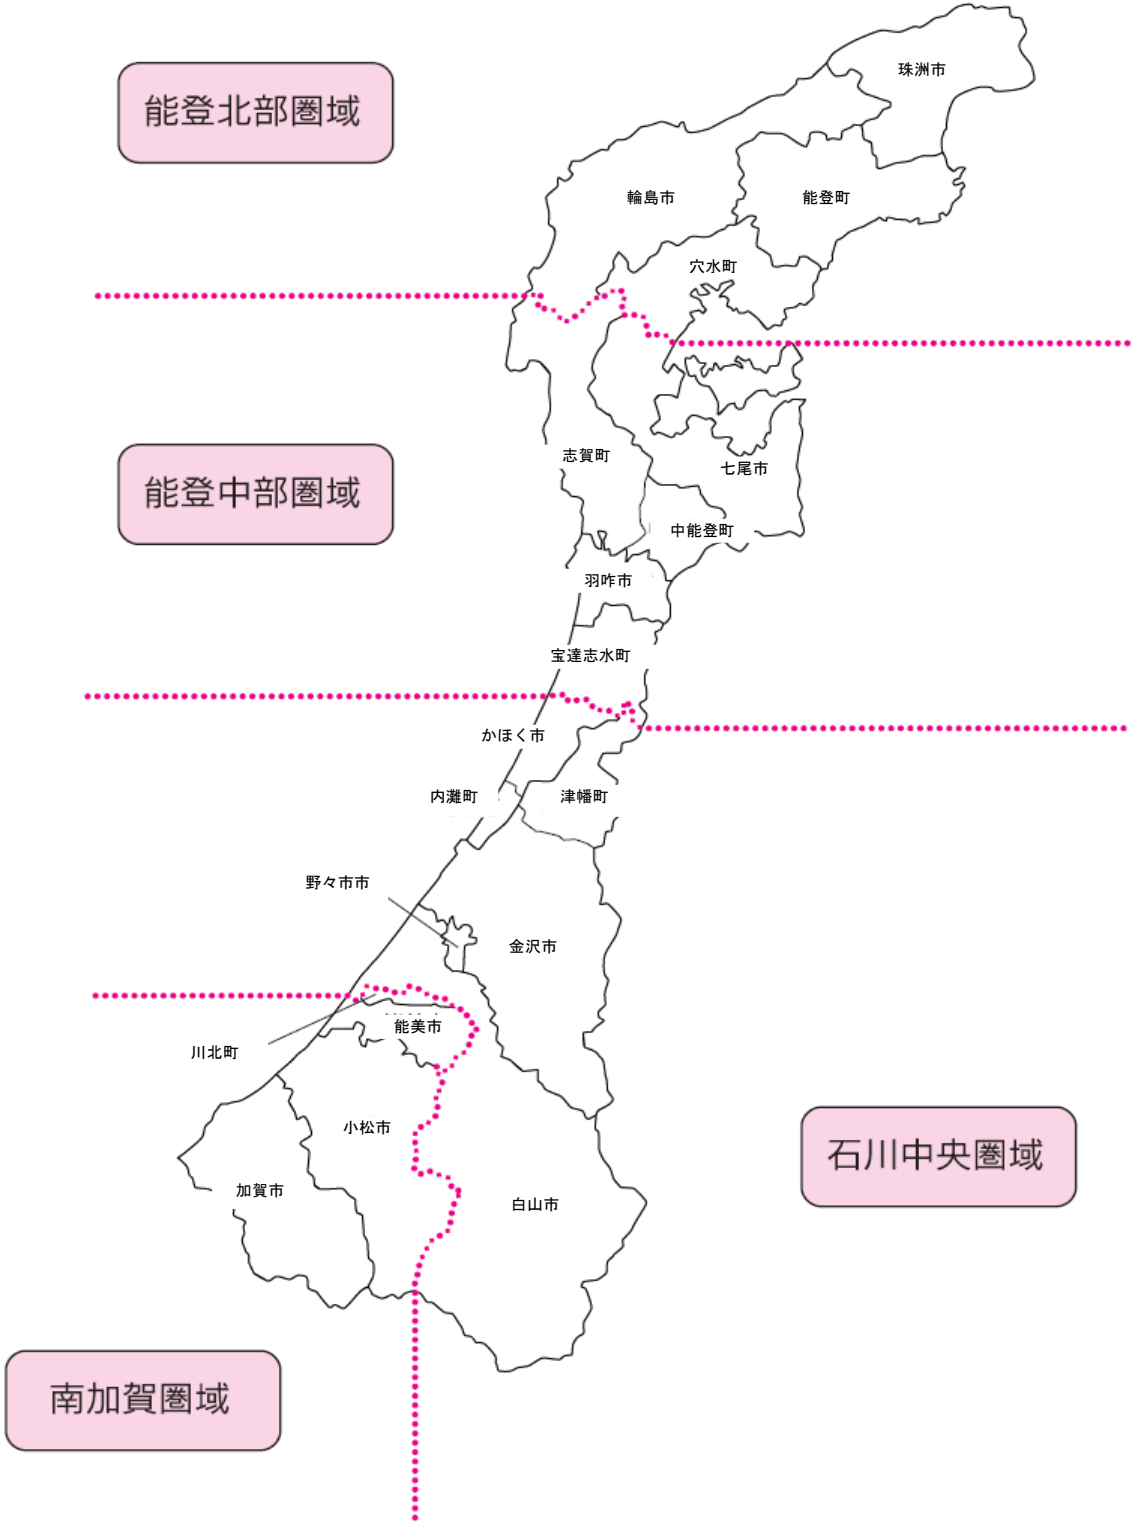 珠洲市
能登北部圏域
輪島市
能登町
穴水町
志賀町
七尾市
能登中部圏域
中能登町
羽咋市
宝達志水町
かほく市
内灘町
津幡町
野々市市
金沢市
能美市
川北町
小松市
石川中央圏域
加賀市
白山市
南加賀圏域